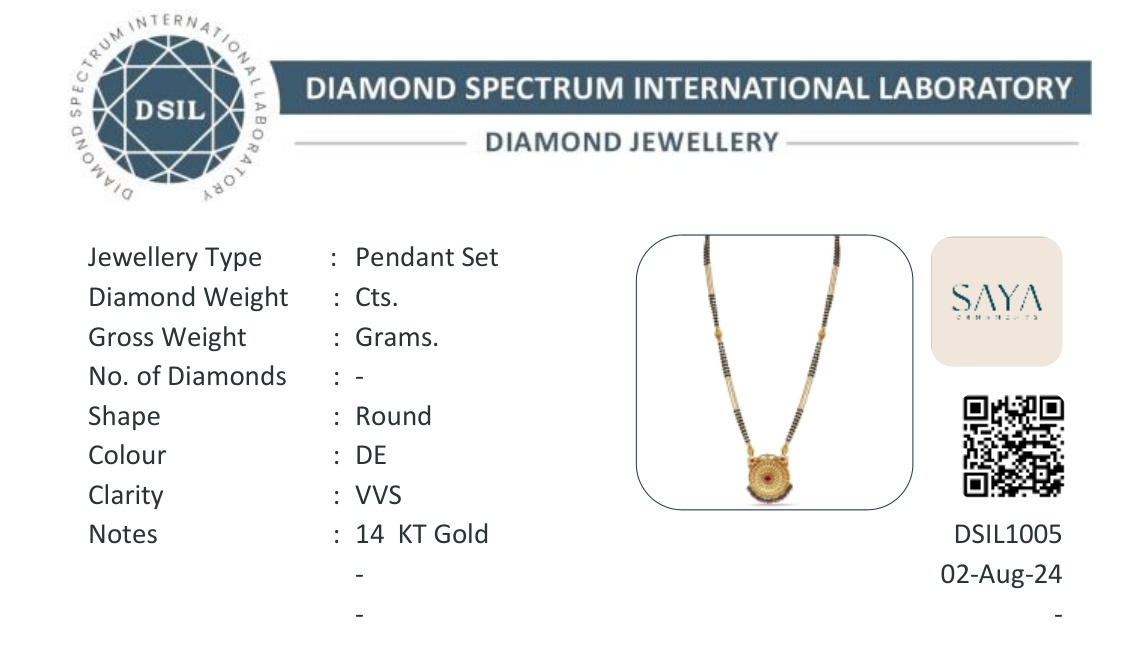 DIAMOND SPECTRUM INTERNATIONAL LABORATORY
DSIL
DIAMOND SPECTRUM INTERNATIONAL LABORATORY
DIAMOND JEWELLERY
Jewellery Type : Pendant Set
Diamond Weight : Cts.
Gross Weight : Grams.
No. of Diamonds : -
Shape : Round
Colour : DE
Clarity : VVS
Notes : 14 KT Gold
-
-
SAYA
ORNAMENTS
DSIL1005
02-Aug-24
-